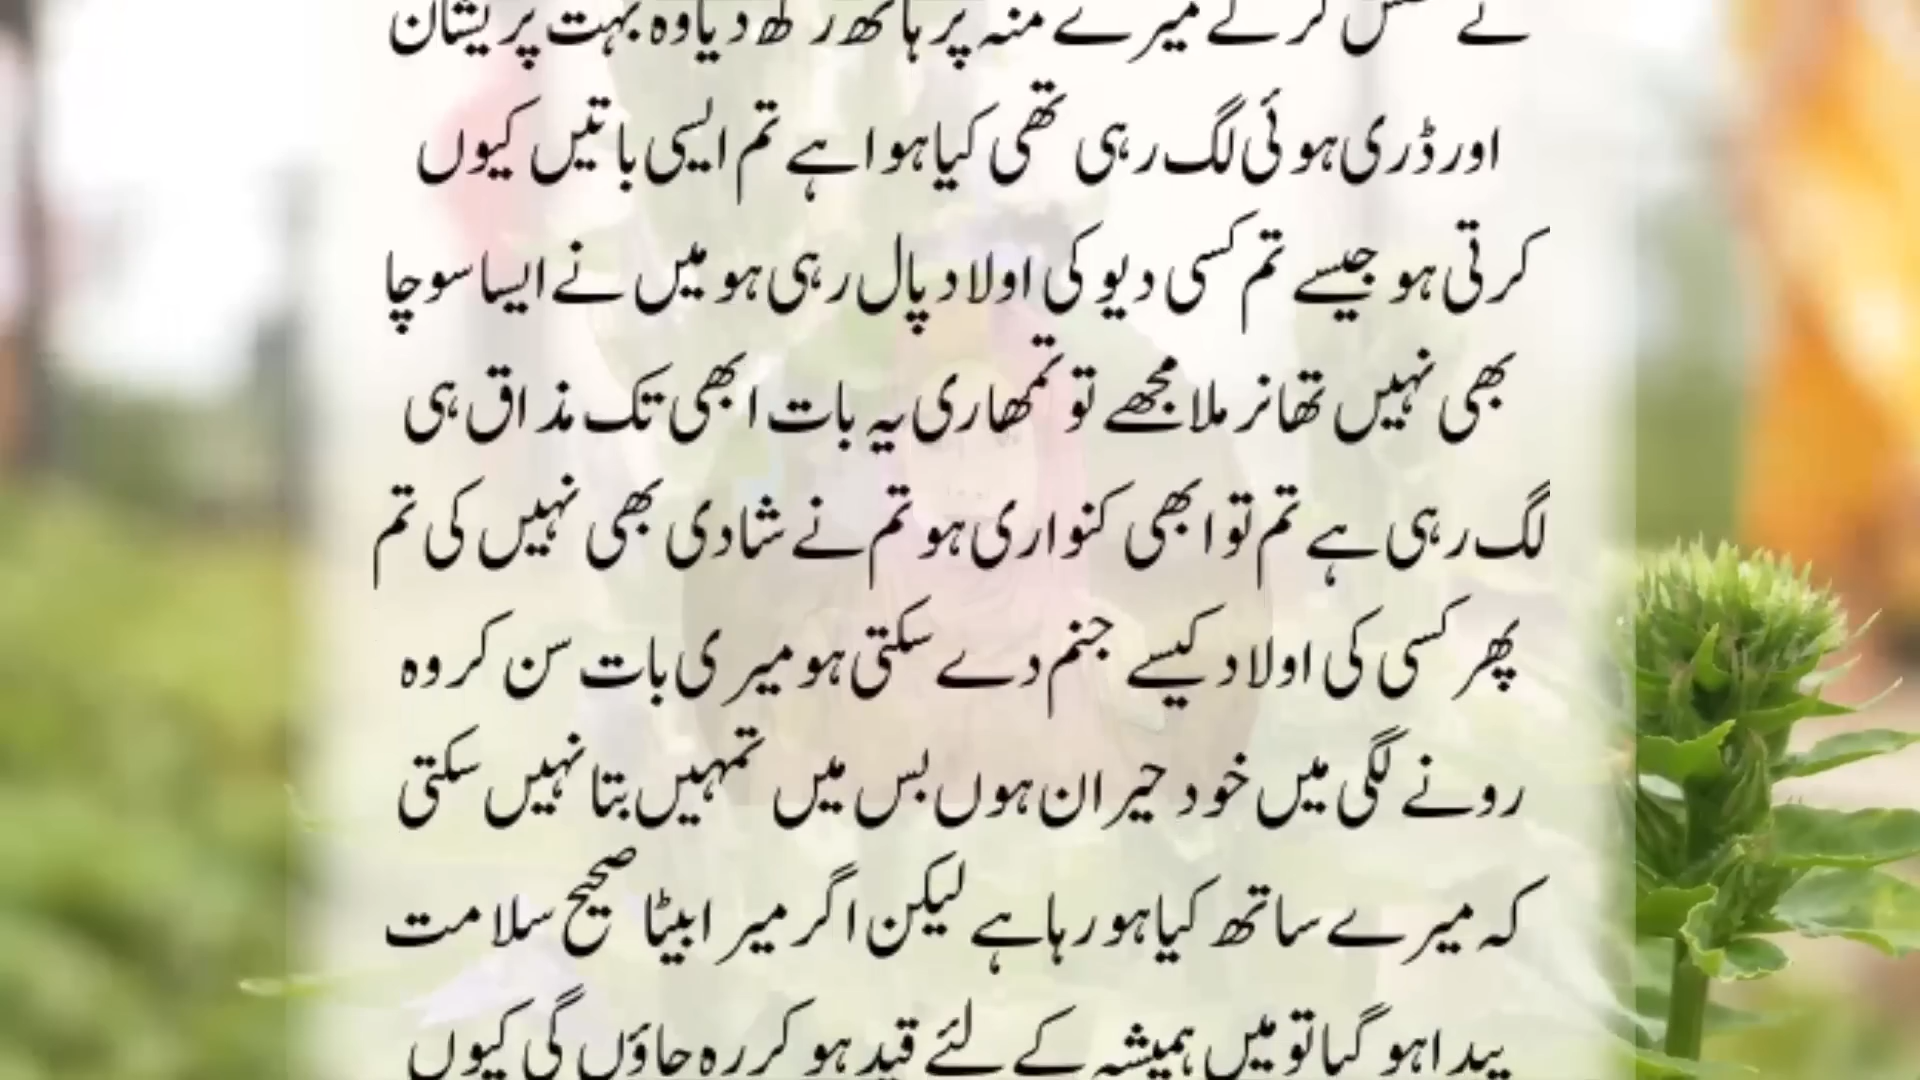 نے شش کر کے میرے منہ پر ہاتھ رکھ دیا وہ بہت پریشان
اور ڈری ہوئی لگ رہی تھی کیا ہوا ہے تم ایسی باتیں کیوں
کرتی ہو جیسے تم کسی دیو کی اولاد پال رہی ہو میں نے ایسا سوچا
بھی نہیں تھا نرملا مجھے تو تمھاری یہ بات ابھی تک مذاق ہی
لگ رہی ہے تم تو ابھی کنواری ہو تم نے شادی بھی نہیں کی تم
پھر کسی کی اولاد کیسے جنم دے سکتی ہو میری بات سن کر وہ
رونے لگی میں خود حیران ہوں بس میں تمہیں بتا نہیں سکتی
کہ میرے ساتھ کیا ہو رہا ہے لیکن اگر میرا بیٹا صحیح سلامت
پیدا ہو گیا تو میں ہمیشہ کے لئے قید ہو کر رہ جاؤں گی کیوں